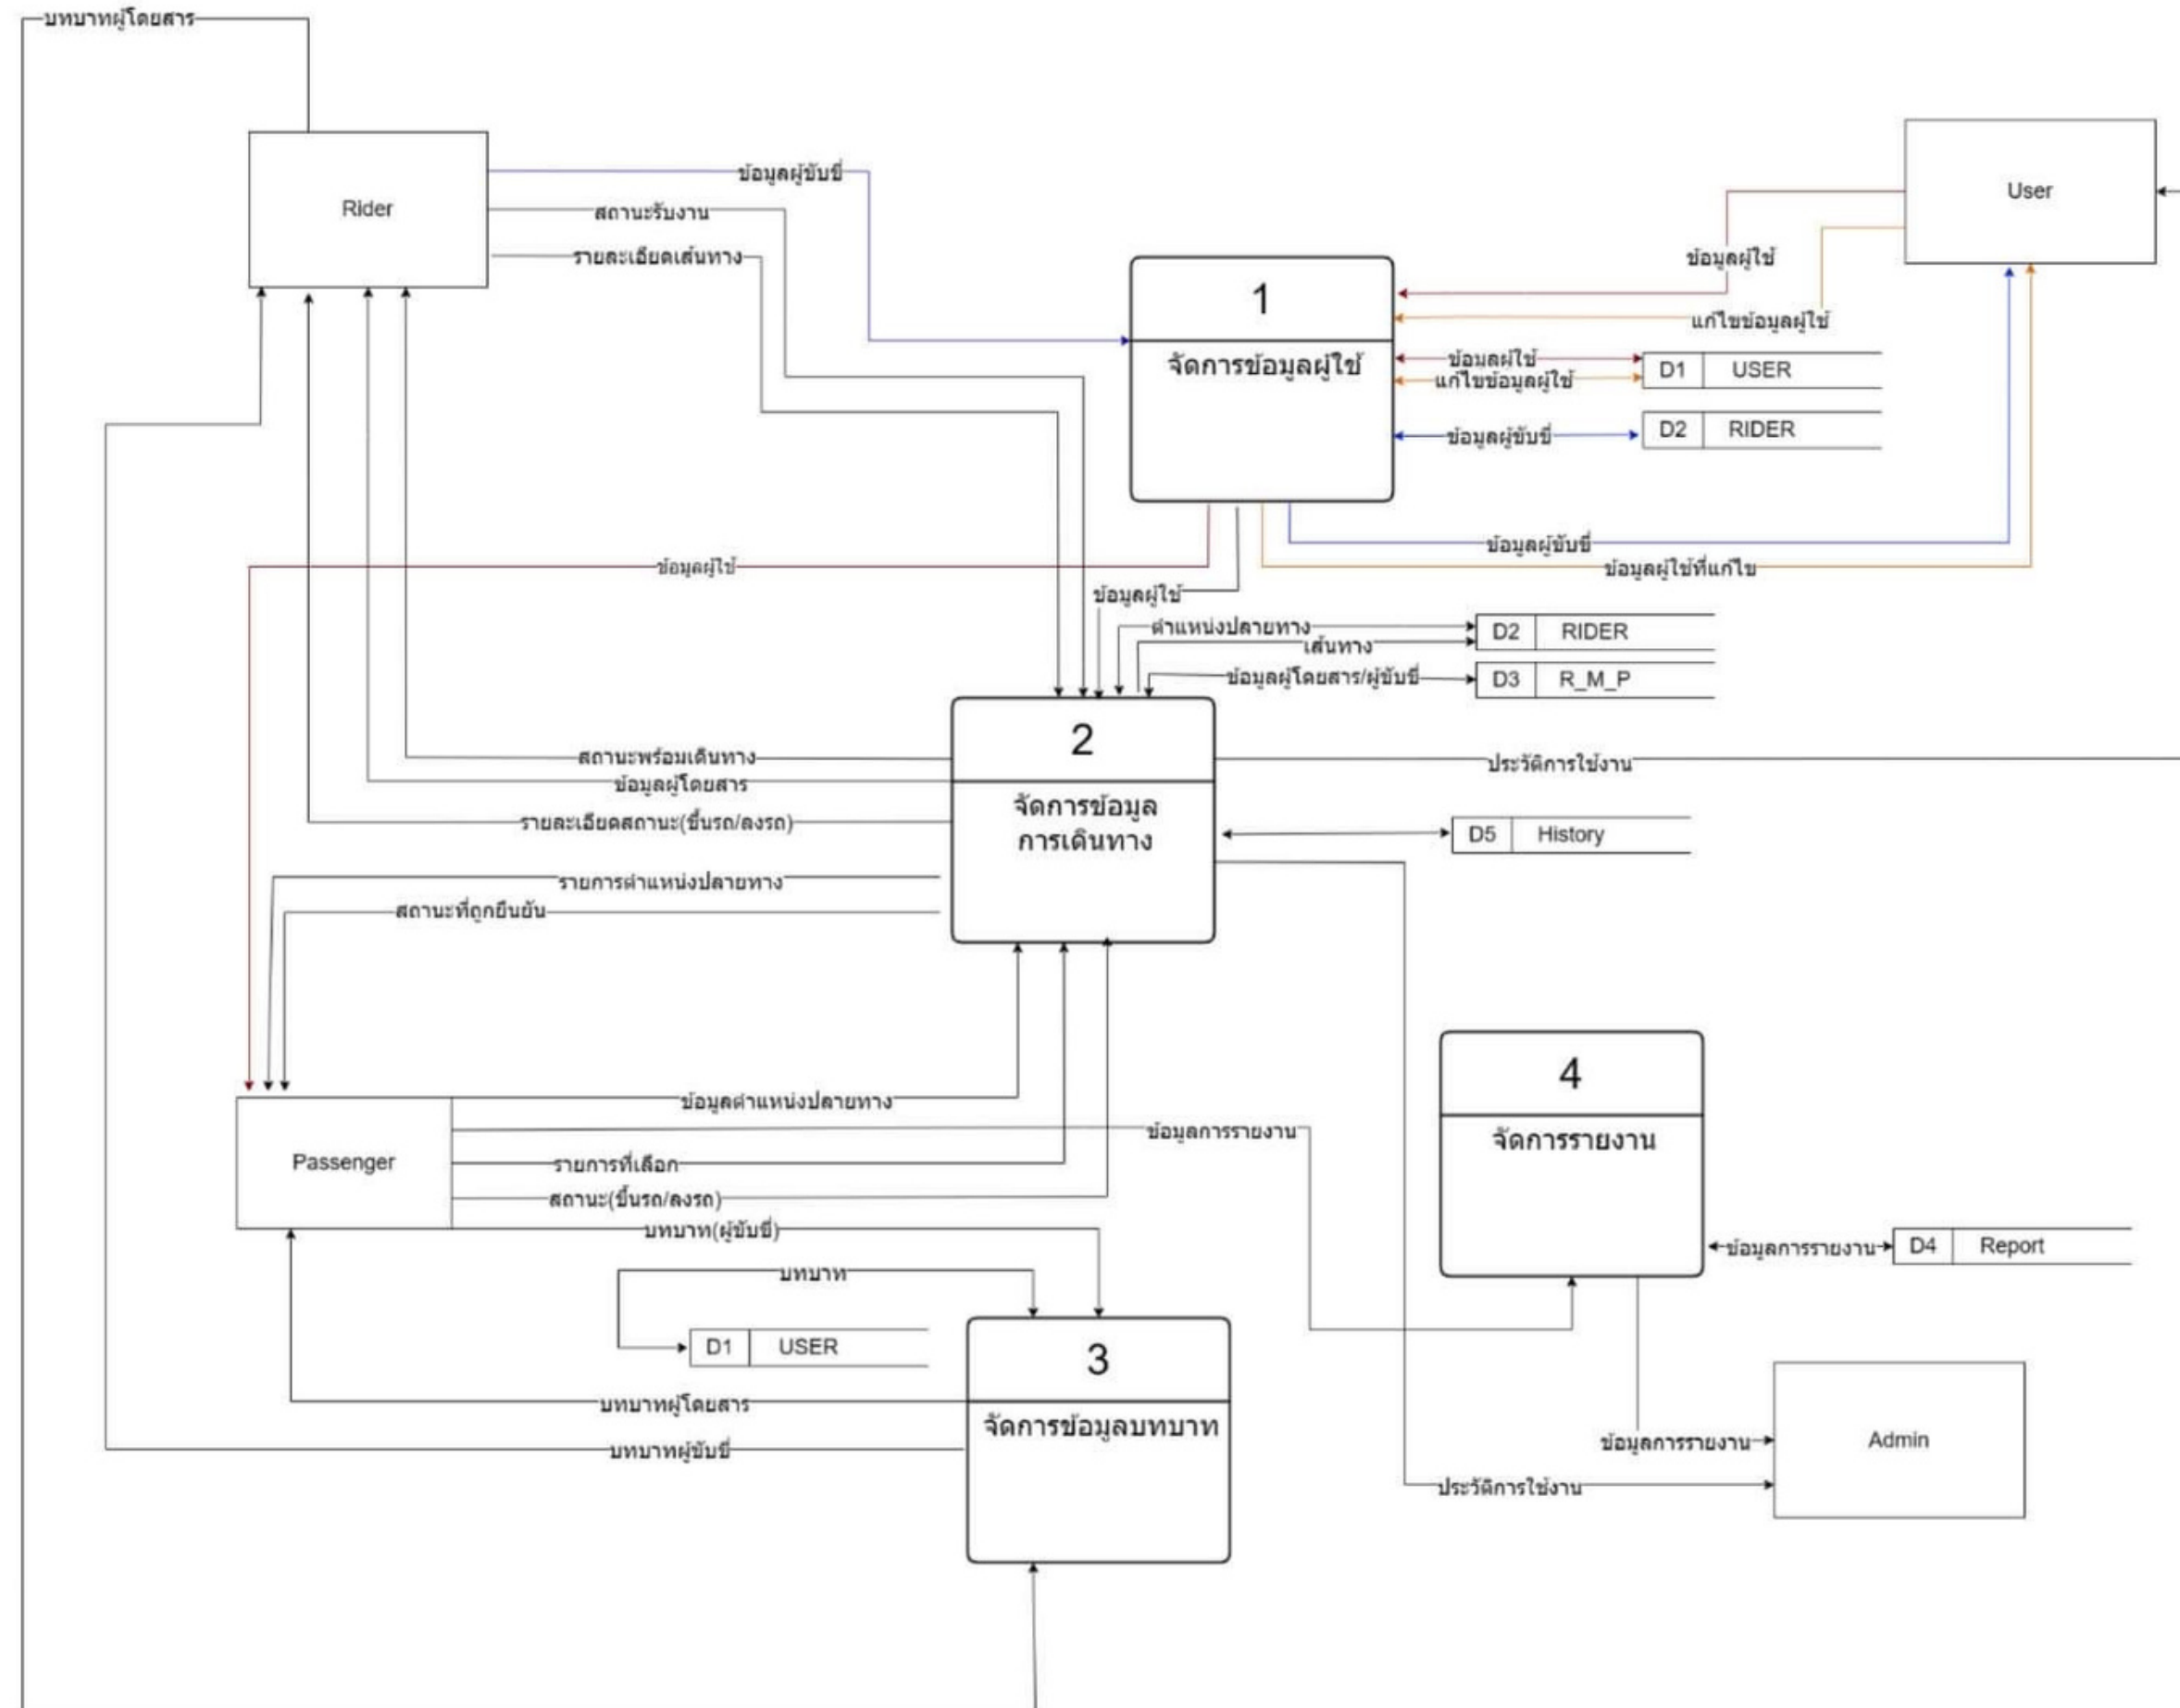 บทบาทผู้โดยสาร
Rider
ข้อมูลผู้ขับขี่
สถานะรับงาน
รายละเอียดเส้นทาง
User
ข้อมูลผู้ใช้
แก้ไขข้อมูลผู้ใช้
1
จัดการข้อมูลผู้ใช้
ข้อมูลผู้ใช้
แก้ไขข้อมูลผู้ใช้
D1 USER
ข้อมูลผู้ขับขี่
D2 RIDER
ข้อมูลผู้ขับขี่
ข้อมูลผู้ใช้
ข้อมูลผู้ใช้ที่แก้ไข
ข้อมูลผู้ใช้
ตำแหน่งปลายทาง
D2 RIDER
เส้นทาง
ข้อมูลผู้โดยสาร/ผู้ขับขี่
D3 R_M_P
2
จัดการข้อมูล
การเดินทาง
สถานะพร้อมเดินทาง
ข้อมูลผู้โดยสาร
รายละเอียดสถานะ(ขึ้นรถ/ลงรถ)
ประวัติการใช้งาน
D5 History
รายการตำแหน่งปลายทาง
สถานะที่ถูกยืนยัน
Passenger
ข้อมูลตำแหน่งปลายทาง
ข้อมูลการรายงาน
รายการที่เลือก
สถานะ(ขึ้นรถ/ลงรถ)
บทบาท(ผู้ขับขี่)
4
จัดการรายงาน
ข้อมูลการรายงาน
D4 Report
บทบาท
D1 USER
3
จัดการข้อมูลบทบาท
บทบาทผู้โดยสาร
บทบาทผู้ขับขี่
ข้อมูลการรายงาน
Admin
ประวัติการใช้งาน